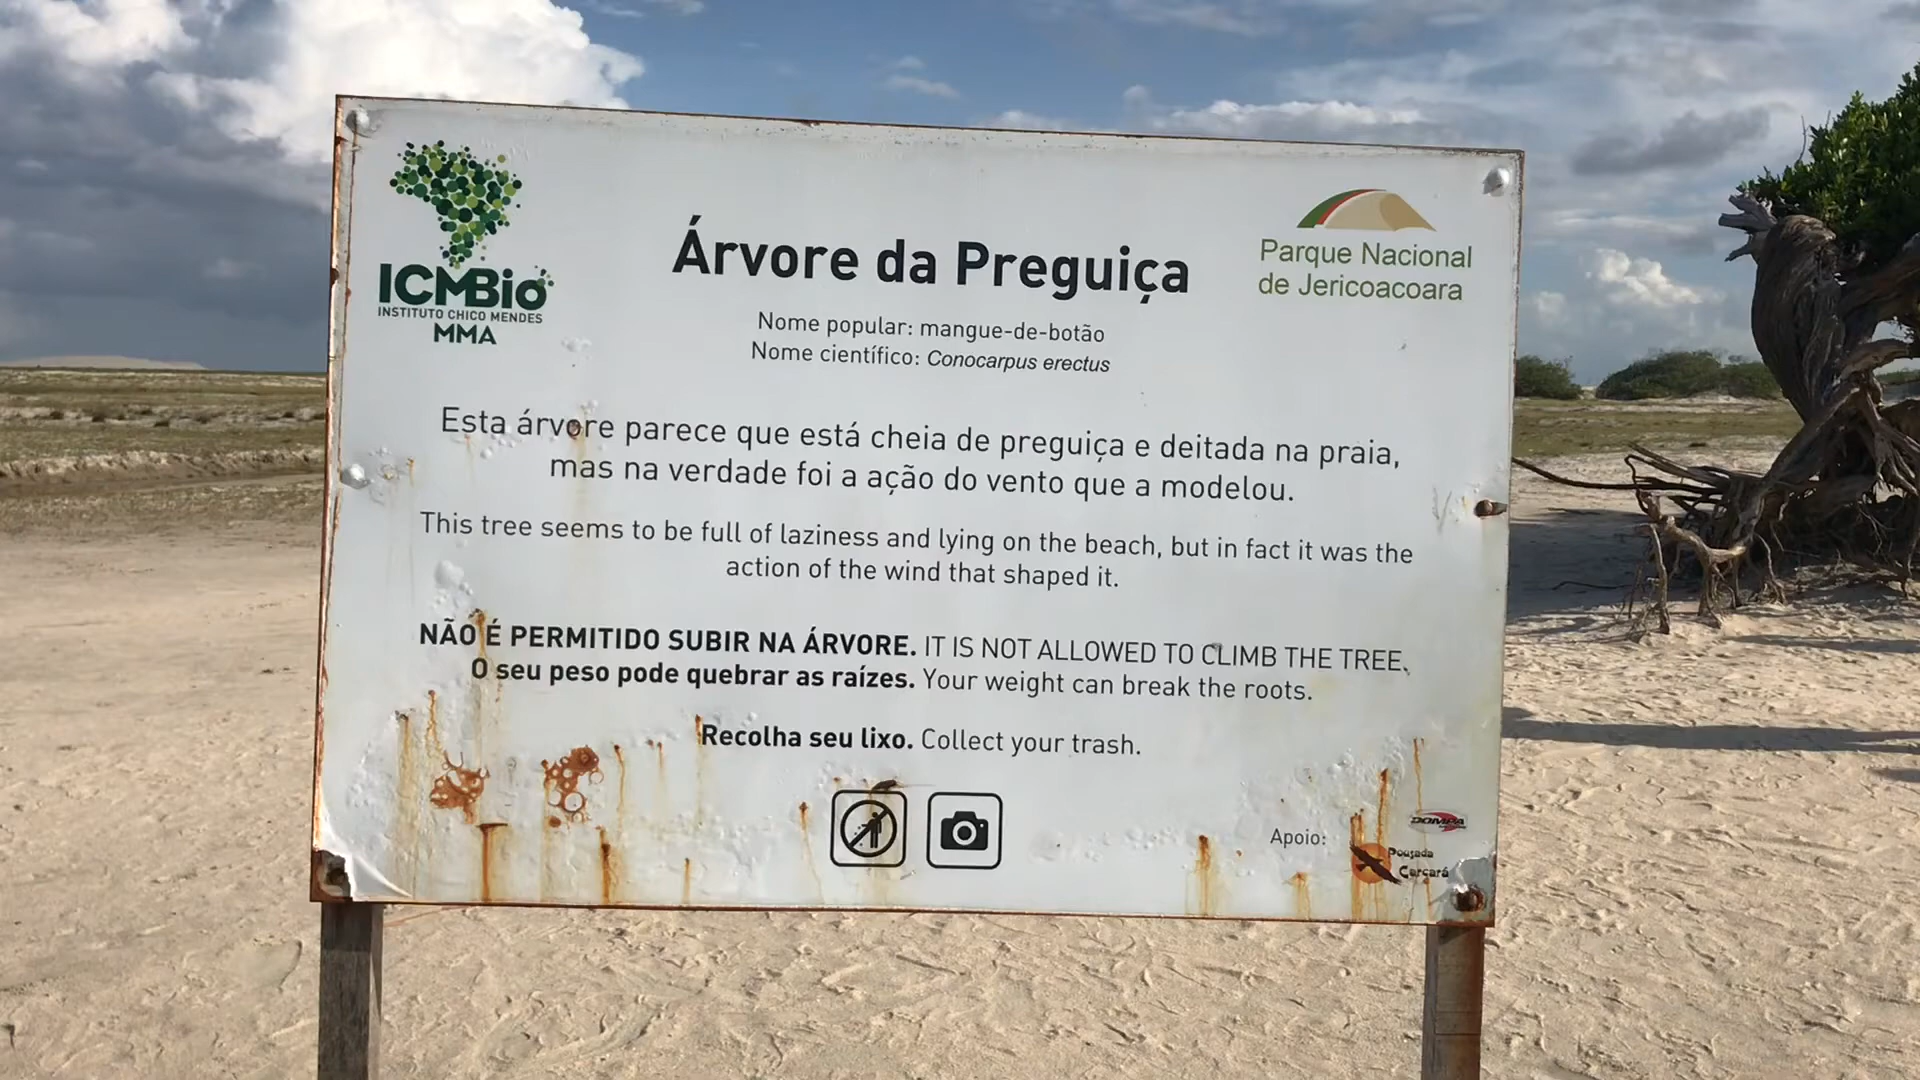 ICMBio
INSTITUTO CHICO MENDES
MMA
Árvore da Preguiça
Parque Nacional
de Jericoacoara
Nome popular: mangue-de-botão
Nome científico: Conocarpus erectus
Esta árvore parece que está cheia de preguiça e deitada na praia,
mas na verdade foi a ação do vento que a modelou.
This tree seems to be full of laziness and lying on the beach, but in fact it was the
action of the wind that shaped it.
NÃO É PERMITIDO SUBIR NA ÁRVORE. IT IS NOT ALLOWED TO CLIMB THE TREE.
O seu peso pode quebrar as raízes. Your weight can break the roots.
Recolha seu lixo. Collect your trash.
Apoio:
DOMPA
Pousada
Carcará